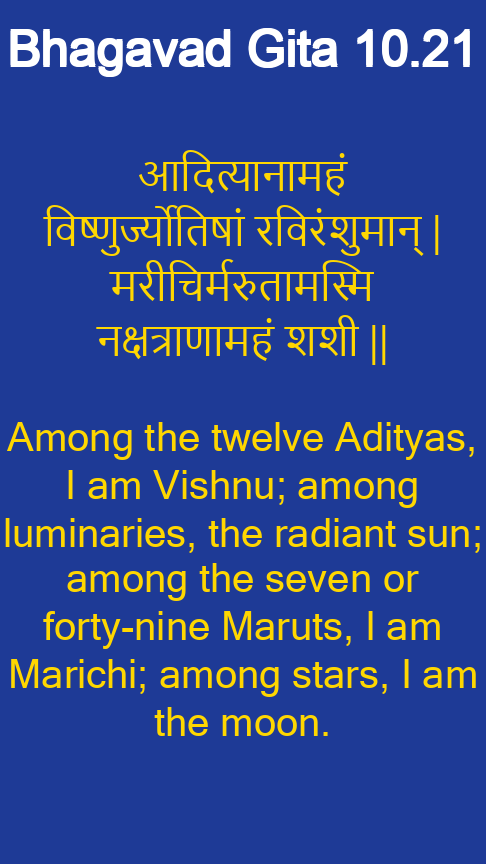 Bhagavad Gita 10.21
आदित्यानामहं
विष्णुर्ज्योतिषां रविरंशुमान् |
मरीचिर्मरुतामस्मि
नक्षत्राणामहं शशी ||
Among the twelve Adityas,
I am Vishnu; among
luminaries, the radiant sun;
among the seven or
forty-nine Maruts, I am
Marichi; among stars, I am
the moon.